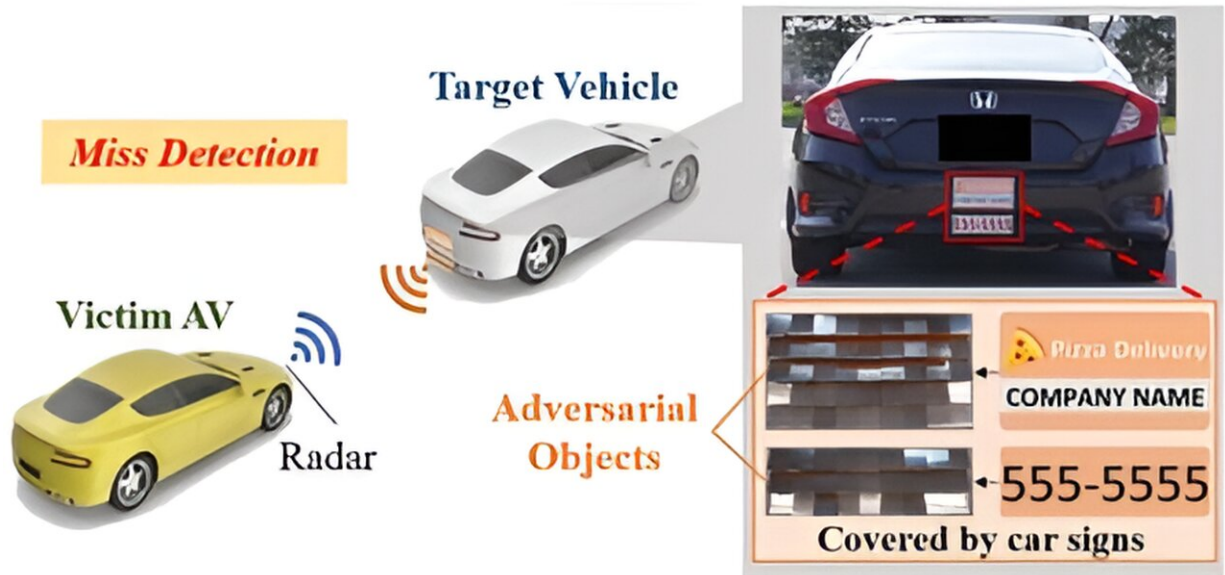 Target Vehicle
Miss Detection
Victim AV
Radar
Adversarial
Objects
Pizza Delivery
COMPANY NAME
555-5555
Covered by car signs